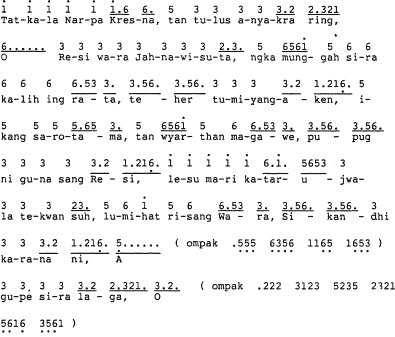 1 1 1 1 1.6 6. 5 3 3 3 3 3.2 2.321
Tat-ka-la Nar-pa Kres-na, tan tu-lus a-nya-kra ring,
6...... 3 3 3 3 3 3 3 3 2.3. 5 6561 5 6 6
O Re-si wa-ra Jah-na-wi-su-ta, ngka mung- gah si-ra
6 6 6 6.53 3. 3.56. 3.56. 3 3 3 3.2 1.216. 5
ka-lih ing ra - ta, te - her tu-mi-yang-a - ken, i-
5 5 5 5.65 3. 5 6561 5 6 6.53 3. 3.56. 3.56.
kang sa-ro-ta - ma, tan wyar-than ma-ga - we, pu - pug
3 3 3 3 3.2 1.216. 1 1 1 1 1 6.1. 5653 3
ni gu-na sang Re - si, le-su ma-ri ka-tar- u - jwa-
3 3 3 23. 5 6 1 5 6 6.53 3. 3.56. 3.56. 3
la te-kwan suh, lu-mi-hat ri-sang Wa - ra, Si - kan - dhi
3 3 3.2 1.216. 5...... ( ompak .555 6356 1165 1653 )
ka-ra-na ni, A
3 3 3 3 3.2 2.321. 3.2. ( ompak .222 3123 5235 2321
gu-pe si-ra la - ga, O
5616 3561 )